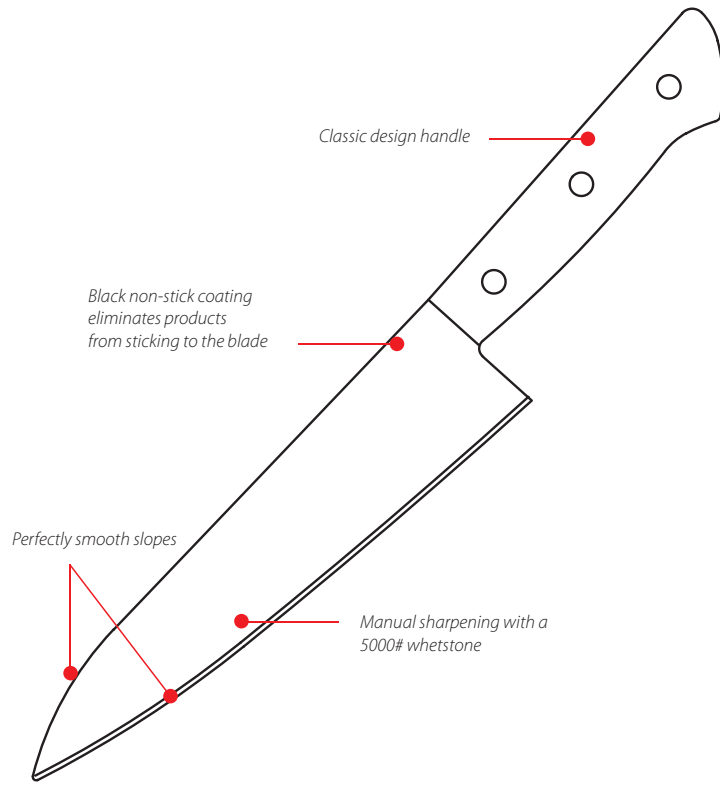 Classic design handle
Black non-stick coating
eliminates products
from sticking to the blade
Perfectly smooth slopes
Manual sharpening with a
5000# whetstone